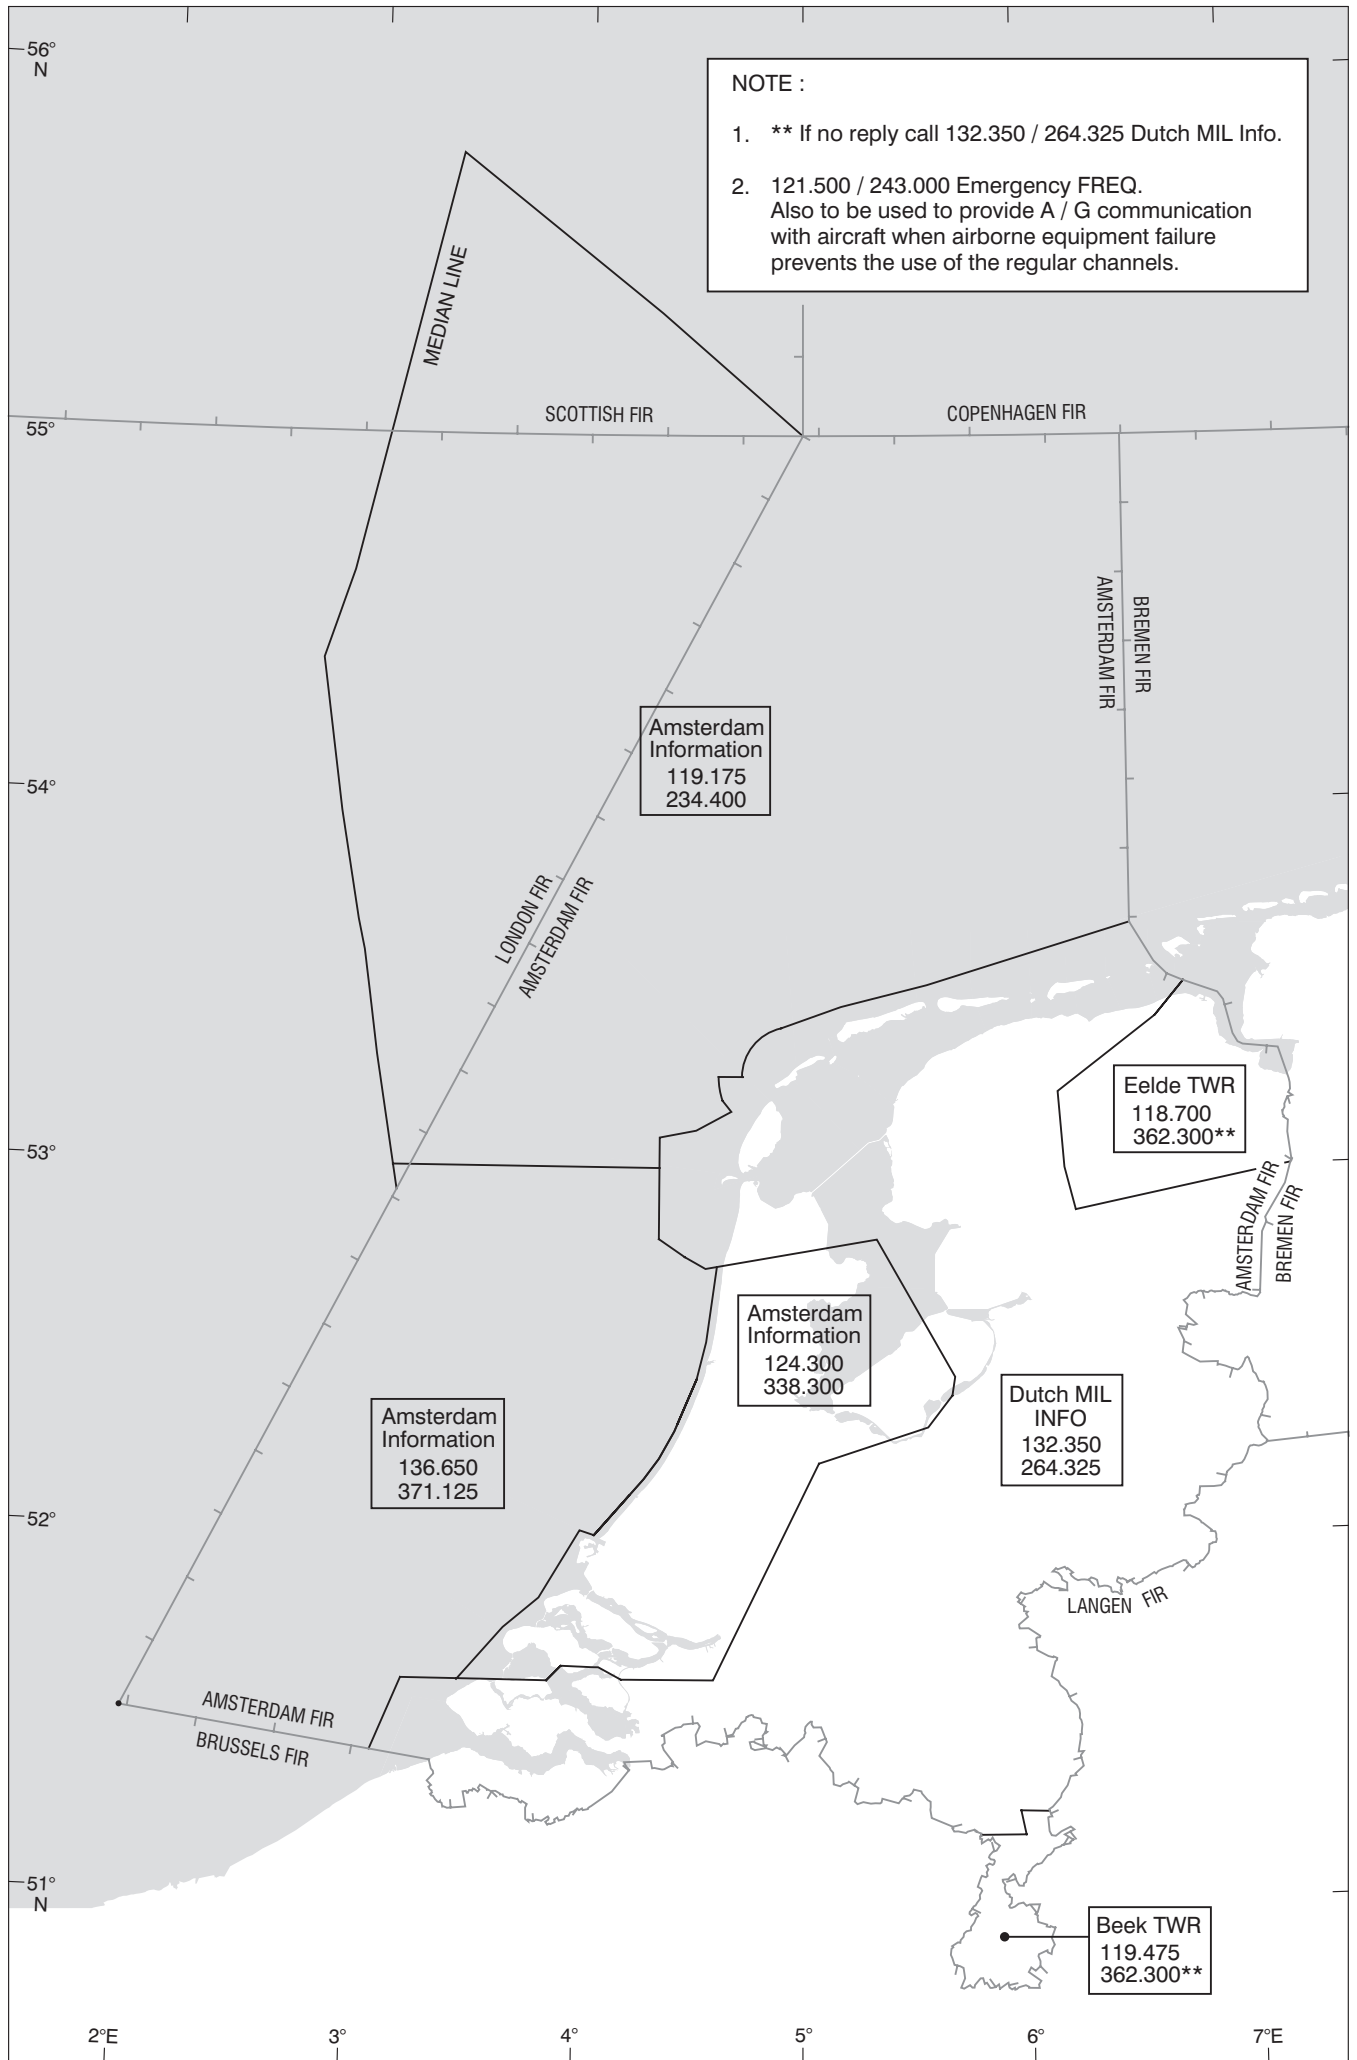 56°
N
NOTE :
1. ** If no reply call 132.350 / 264.325 Dutch MIL Info.
2. 121.500 / 243.000 Emergency FREQ.
Also to be used to provide A / G communication
with aircraft when airborne equipment failure
prevents the use of the regular channels.
MEDIAN LINE
SCOTTISH FIR
COPENHAGEN FIR
55°
AMSTERDAM FIR
BREMEN FIR
Amsterdam
Information
119.175
234.400
54°
LONDON FIR
AMSTERDAM FIR
Eelde TWR
118.700
362.300**
53°
AMSTERDAM FIR
BREMEN FIR
Amsterdam
Information
124.300
338.300
Dutch MIL
INFO
132.350
264.325
Amsterdam
Information
136.650
371.125
52°
LANGEN FIR
AMSTERDAM FIR
BRUSSELS FIR
51°
N
Beek TWR
119.475
362.300**
2°E 3° 4° 5° 6° 7°E